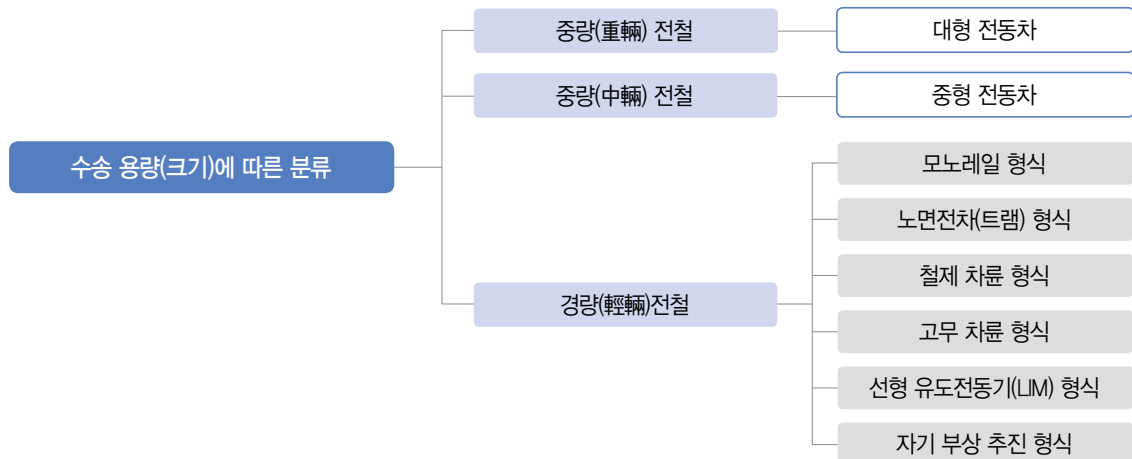 수송 용량(크기)에 따른 분류
중량(重輛) 전철
대형 전동차
중량(中輛) 전철
중형 전동차
경량(輕輛)전철
모노레일 형식
노면전차(트램) 형식
철제 차륜 형식
고무 차륜 형식
선형 유도전동기(LIM) 형식
자기 부상 추진 형식